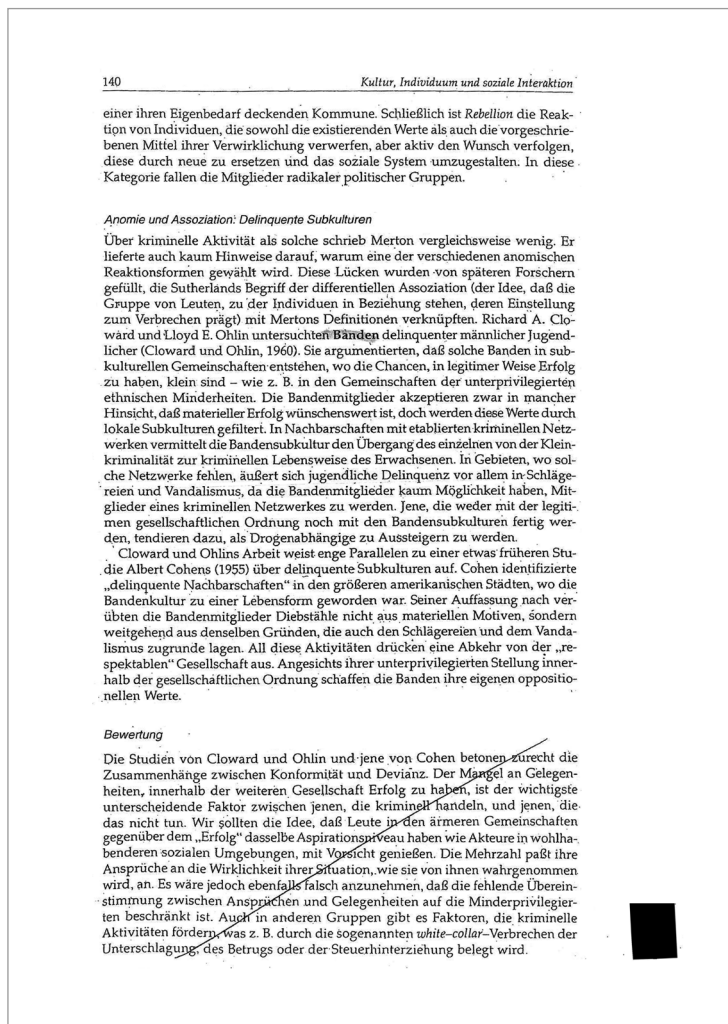 140
Kultur, Individuum und soziale Interaktion
einer ihren Eigenbedarf deckenden Kommune. Schließlich ist Rebellion die Reak-
tion von Individuen, die sowohl die existierenden Werte als auch die vorgeschrie-
benen Mittel ihrer Verwirklichung verwerfen, aber aktiv den Wunsch verfolgen,
diese durch neue zu ersetzen und das soziale System umzugestalten. In diese
Kategorie fallen die Mitglieder radikaler politischer Gruppen.
Anomie und Assoziation: Delinquente Subkulturen
Über kriminelle Aktivität als solche schrieb Merton vergleichsweise wenig. Er
lieferte auch kaum Hinweise darauf, warum eine der verschiedenen anomischen
Reaktionsformen gewählt wird. Diese Lücken wurden von späteren Forschern
gefüllt, die Sutherlands Begriff der differentiellen Assoziation (der Idee, daß die
Gruppe von Leuten, zu der Individuen in Beziehung stehen, deren Einstellung
zum Verbrechen prägt) mit Mertons Definitionen verknüpften. Richard A. Clo-
ward und Lloyd E. Ohlin untersuchten Banden delinquenter männlicher Jugend-
licher (Cloward und Ohlin, 1960). Sie argumentierten, daß solche Banden in sub-
kulturellen Gemeinschaften entstehen, wo die Chancen, in legitimer Weise Erfolg
zu haben, klein sind – wie z. B. in den Gemeinschaften der unterprivilegierten
ethnischen Minderheiten. Die Bandenmitglieder akzeptieren zwar in mancher
Hinsicht, daß materieller Erfolg wünschenswert ist, doch werden diese Werte durch
lokale Subkulturen gefiltert. In Nachbarschaften mit etablierten kriminellen Netz-
werken vermittelt die Bandensubkultur den Übergang des einzelnen von der Klein-
kriminalität zur kriminellen Lebensweise des Erwachsenen. In Gebieten, wo sol-
che Netzwerke fehlen, äußert sich jugendliche Delinquenz vor allem in Schläge-
reien und Vandalismus, da die Bandenmitglieder kaum Möglichkeit haben, Mit-
glieder eines kriminellen Netzwerkes zu werden. Jene, die weder mit der legiti-
men gesellschaftlichen Ordnung noch mit den Bandensubkulturen fertig wer-
den, tendieren dazu, als Drogenabhängige zu Aussteigern zu werden.
Cloward und Ohlins Arbeit weist enge Parallelen zu einer etwas früheren Stu-
die Albert Cohens (1955) über delinquente Subkulturen auf. Cohen identifizierte
„delinquente Nachbarschaften“ in den größeren amerikanischen Städten, wo die
Bandenkultur zu einer Lebensform geworden war. Seiner Auffassung nach ver-
übten die Bandenmitglieder Diebstähle nicht aus materiellen Motiven, sondern
weitgehend aus denselben Gründen, die auch den Schlägereien und dem Vanda-
lismus zugrunde lagen. All diese Aktivitäten drücken eine Abkehr von der „re-
spektablen“ Gesellschaft aus. Angesichts ihrer unterprivilegierten Stellung inner-
halb der gesellschaftlichen Ordnung schaffen die Banden ihre eigenen oppositio-
nellen Werte.
Bewertung
Die Studien von Cloward und Ohlin und jene von Cohen betonen zurecht die
Zusammenhänge zwischen Konformität und Devianz. Der Mangel an Gelegen-
heiten, innerhalb der weiteren Gesellschaft Erfolg zu haben, ist der wichtigste
unterscheidende Faktor zwischen jenen, die kriminell handeln, und jenen, die
das nicht tun. Wir sollten die Idee, daß Leute in den ärmeren Gemeinschaften
gegenüber dem „Erfolg“ dasselbe Aspirationsniveau haben wie Akteure in wohlha-
benderen sozialen Umgebungen, mit Vorsicht genießen. Die Mehrzahl paßt ihre
Ansprüche an die Wirklichkeit ihrer Situation, wie sie von ihnen wahrgenommen
wird, an. Es wäre jedoch ebenfalls falsch anzunehmen, daß die fehlende Überein-
stimmung zwischen Ansprüchen und Gelegenheiten auf die Minderprivilegier-
ten beschränkt ist. Auch in anderen Gruppen gibt es Faktoren, die kriminelle
Aktivitäten fördern, was z. B. durch die sogenannten white-collar-Verbrechen der
Unterschlagung, des Betrugs oder der Steuerhinterziehung belegt wird.